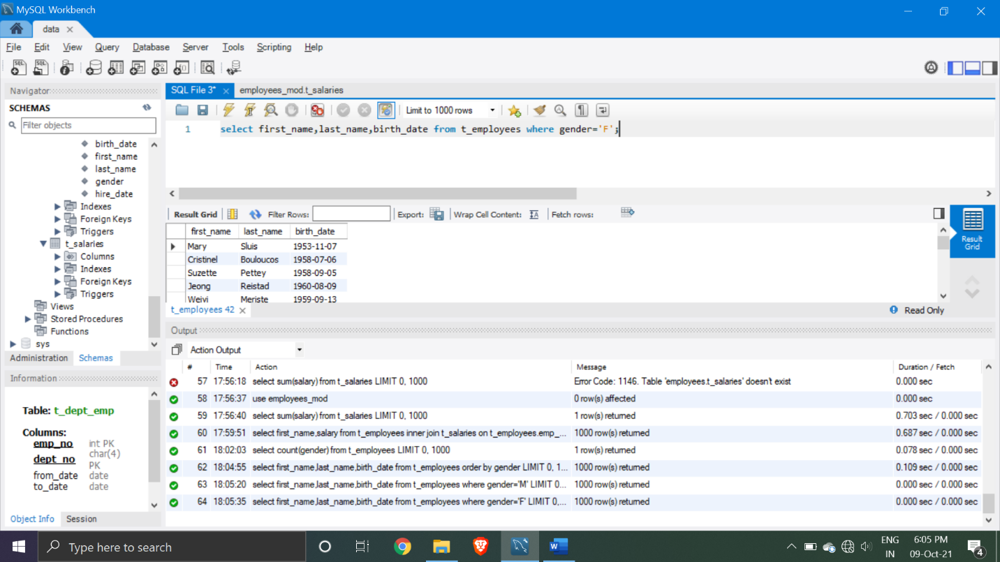 MySQL Workbench
data
File Edit View Query Database Server Tools Scripting Help
Navigator
SCHEMAS
Filter objects
birth_date
first_name
last_name
gender
hire_date
Indexes
Foreign Keys
Triggers
t_salaries
Columns
Indexes
Foreign Keys
Triggers
Views
Stored Procedures
Functions
sys
Administration Schemas
Information
Table: t_dept_emp
Columns:
emp_no int PK
dept_no char(4) PK
from_date date
to_date date
Object Info Session
SQL File 3* employees_mod.t_salaries
Limit to 1000 rows
1 select first_name,last_name,birth_date from t_employees where gender='F';
Result Grid Filter Rows: Export: Wrap Cell Content: Fetch rows:
first_name last_name birth_date
Mary Sluis 1953-11-07
Cristinel Bouloucos 1958-07-06
Suzette Pettey 1958-09-05
Jeong Reistad 1960-08-09
Weiyi Meriste 1959-09-13
Result
Grid
t_employees 42
Read Only
Output
Action Output
# Time Action Message Duration / Fetch
57 17:56:18 select sum(salary) from t_salaries LIMIT 0, 1000 Error Code: 1146. Table 'employees.t_salaries' doesn't exist 0.000 sec
58 17:56:37 use employees_mod 0 row(s) affected 0.000 sec
59 17:56:40 select sum(salary) from t_salaries LIMIT 0, 1000 1 row(s) returned 0.703 sec / 0.000 sec
60 17:59:51 select first_name,salary from t_employees inner join t_salaries on t_employees.emp_... 1000 row(s) returned 0.687 sec / 0.000 sec
61 18:02:03 select count(gender) from t_employees LIMIT 0, 1000 1 row(s) returned 0.078 sec / 0.000 sec
62 18:04:55 select first_name,last_name,birth_date from t_employees order by gender LIMIT 0, 1... 1000 row(s) returned 0.109 sec / 0.000 sec
63 18:05:20 select first_name,last_name,birth_date from t_employees where gender='M' LIMIT 0... 1000 row(s) returned 0.000 sec / 0.000 sec
64 18:05:35 select first_name,last_name,birth_date from t_employees where gender='F' LIMIT 0,... 1000 row(s) returned 0.000 sec / 0.000 sec
Type here to search
ENG
IN
6:05 PM
09-Oct-21
4